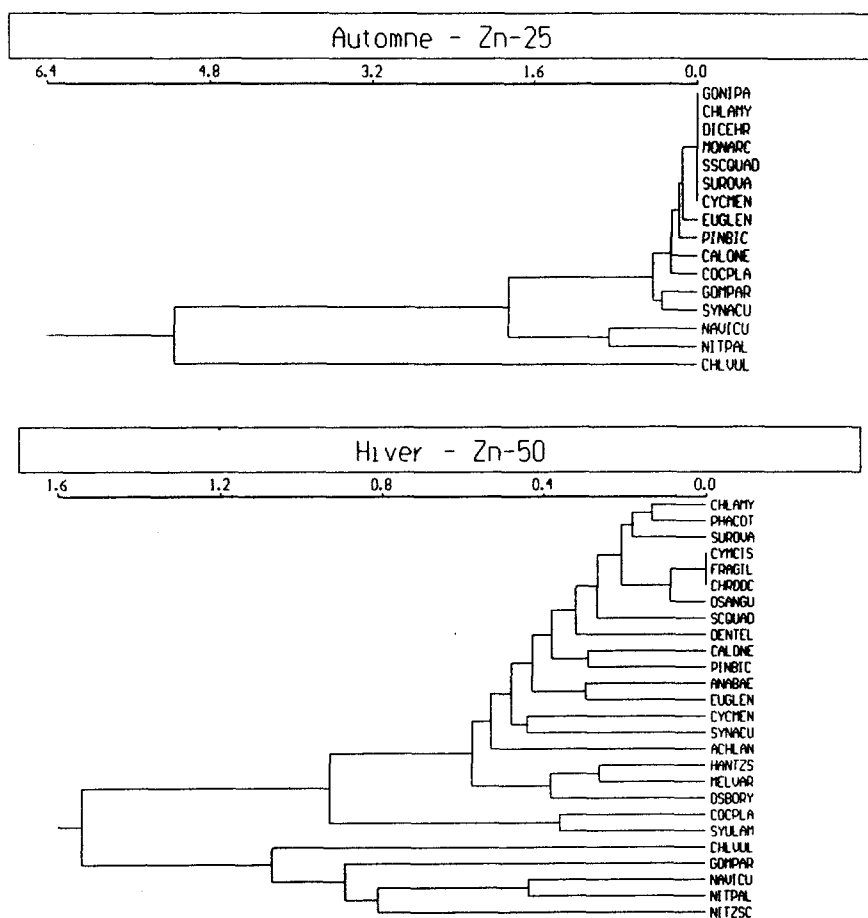 Automne - Zn-25
6.4 4.8 3.2 1.6 0.0
GONIPA
CHLAMY
DICEHR
MONARC
SSCQUAD
SUROVA
CYCMEN
EUGLEN
PINBIC
CALONE
COCPLA
GOMPAR
SYNACU
NAVICU
NITPAL
CHLVUL
Hiver - Zn-50
1.6 1.2 0.8 0.4 0.0
CHLAMY
PHACOT
SUROVA
CYMCIS
FRAGIL
CHRDDC
OSANGU
SCQUAD
DENTEL
CALONE
PINBIC
ANABAE
EUGLEN
CYCMEN
SYNACU
ACHLAN
HANTZS
MELVAR
OSBORY
COCPLA
SYULAM
CHLVUL
GOMPAR
NAVICU
NITPAL
NITZSC